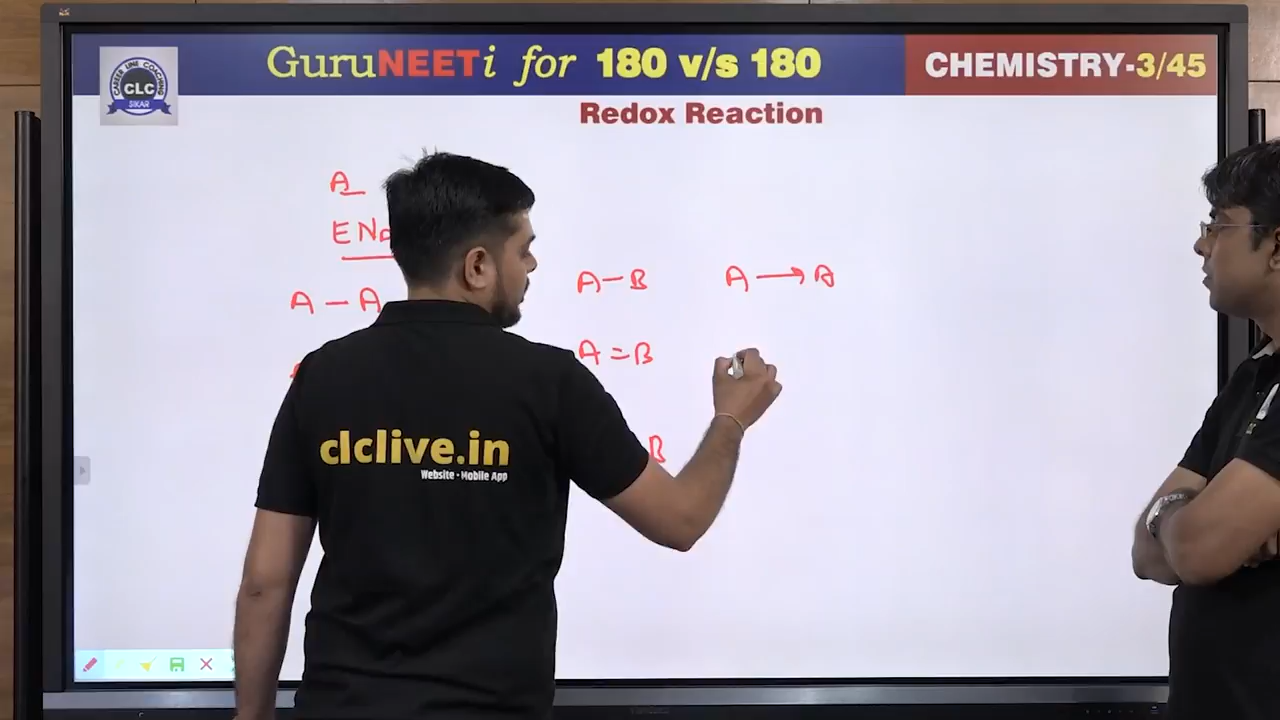 GuruNEETi for 180 v/s 180
CHEMISTRY-3/45
CAREER LINE COACHING
CLC
SIKAR
Redox Reaction
A
A – A
A – B
A → A
A = B
B
clclive.in
Website • Mobile App